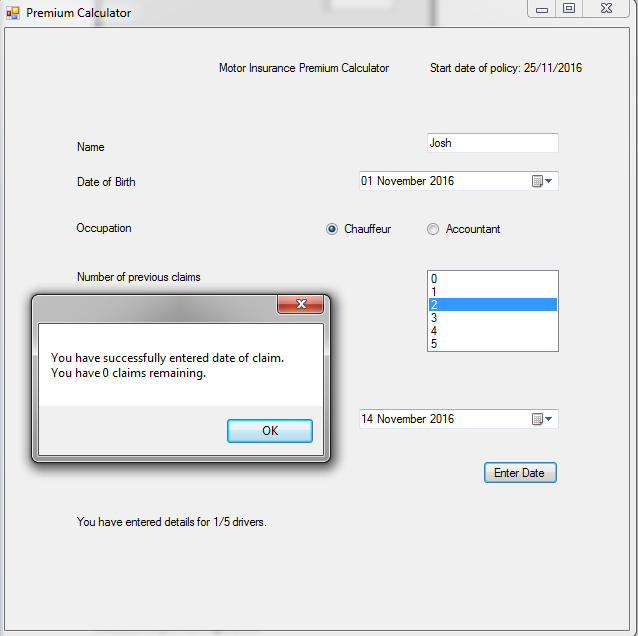 Premium Calculator
Motor Insurance Premium Calculator
Start date of policy: 25/11/2016
Name
Josh
Date of Birth
01 November 2016
Occupation
Chauffeur
Accountant
Number of previous claims
0
1
2
3
4
5
You have successfully entered date of claim.
You have 0 claims remaining.
OK
14 November 2016
Enter Date
You have entered details for 1/5 drivers.